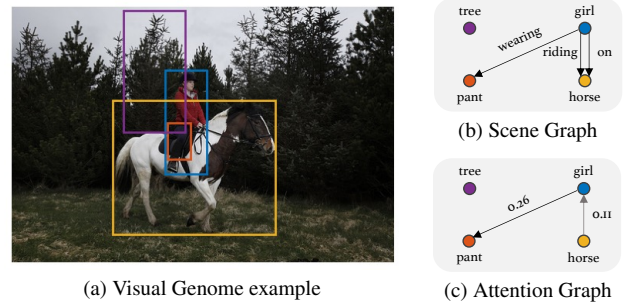 tree
girl
wearing
riding
on
pant
horse
(b) Scene Graph
tree
girl
0.26
0.11
pant
horse
(a) Visual Genome example
(c) Attention Graph